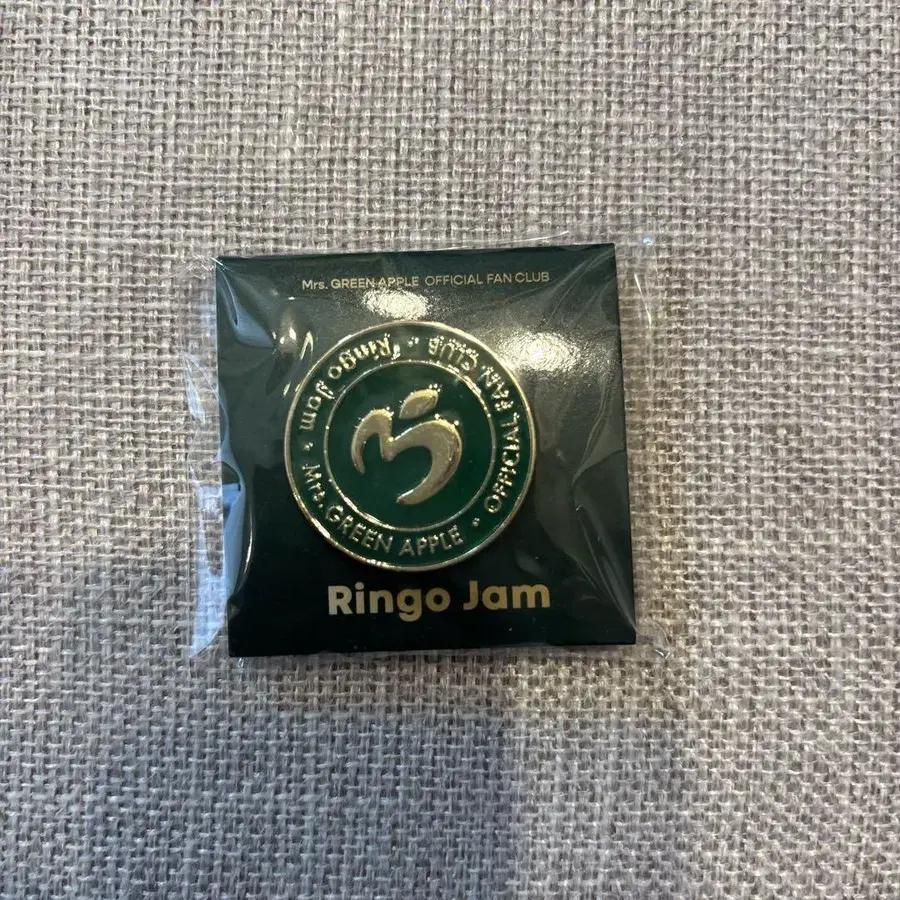 Mrs. GREEN APPLE OFFICIAL FAN CLUB
Mrs. GREEN APPLE • OFFICIAL FAN CLUB • Ringo Jam •
Ringo Jam